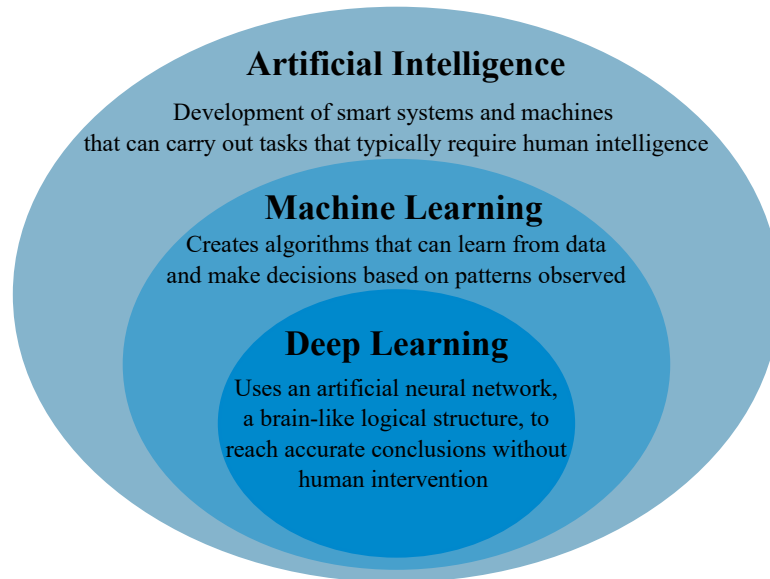 Artificial Intelligence
Development of smart systems and machines
that can carry out tasks that typically require human intelligence
Machine Learning
Creates algorithms that can learn from data
and make decisions based on patterns observed
Deep Learning
Uses an artificial neural network,
a brain-like logical structure, to
reach accurate conclusions without
human intervention